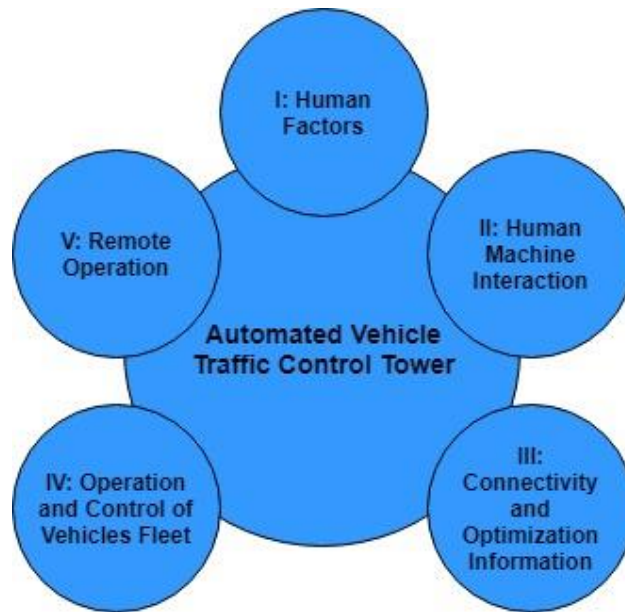 I: Human
Factors
II: Human
Machine
Interaction
III:
Connectivity
and
Optimization
Information
IV: Operation
and Control of
Vehicles Fleet
V: Remote
Operation
Automated Vehicle
Traffic Control Tower